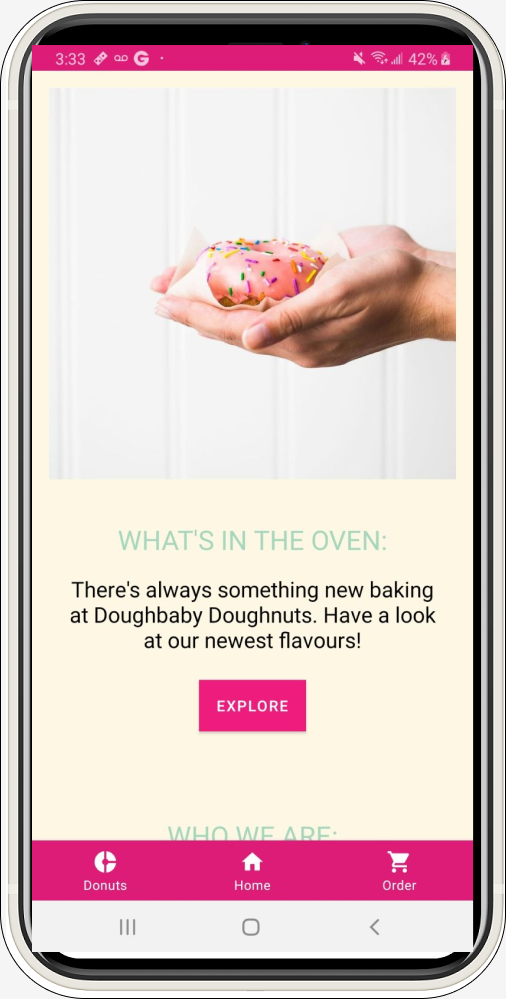 3:33 42%
WHAT'S IN THE OVEN:
There's always something new baking
at Doughbaby Doughnuts. Have a look
at our newest flavours!
EXPLORE
WHO WE ARE:
Donuts Home Order